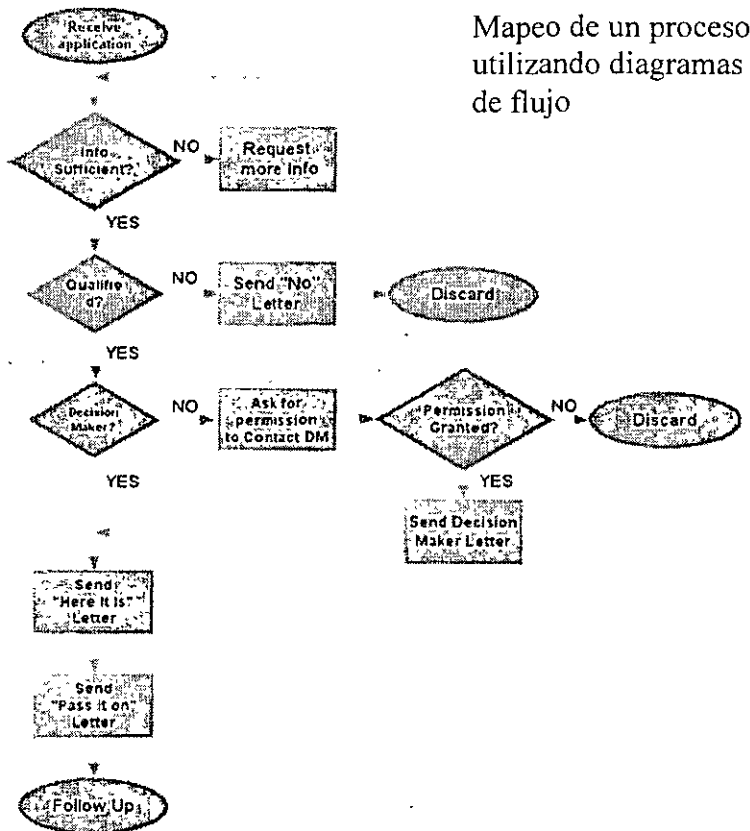 Mapeo de un proceso
utilizando diagramas
de flujo
Receive
application
Info
Sufficient?
NO
Request
more Info
YES
Qualifie
d?
NO
Send "No"
Letter
Discard
YES
Decision
Maker?
NO
Ask for
permission
to Contact DM
Permission
Granted?
NO
Discard
YES
YES
Send Decision
Maker Letter
Send
"Here It Is"
Letter
Send
"Pass it on"
Letter
Follow Up